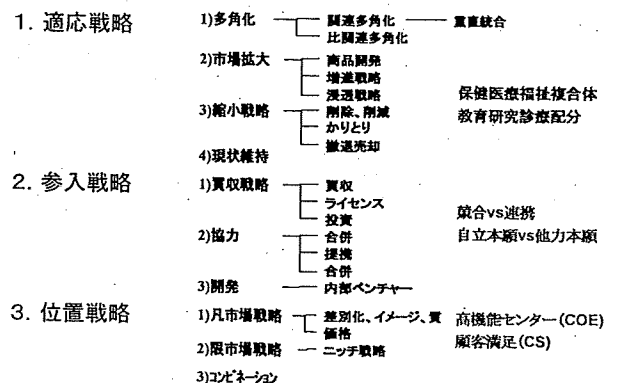 1. 適応戦略
1)多角化
関連多角化
重直統合
比関連多角化
2)市場拡大
商品開発
増進戦略
浸透戦略
3)縮小戦略
削除、削減
かりとり
撤退売却
4)現状維持
保健医療福祉複合体
教育研究診療配分
2. 参入戦略
1)買収戦略
買収
ライセンス
投資
2)協力
合併
提携
合併
3)開発
内部ベンチャー
競合vs連携
自立本願vs他力本願
3. 位置戦略
1)凡市場戦略
差別化、イメージ、質
価格
2)限市場戦略
ニッチ戦略
3)コンビネーション
高機能センター(COE)
顧客満足(CS)